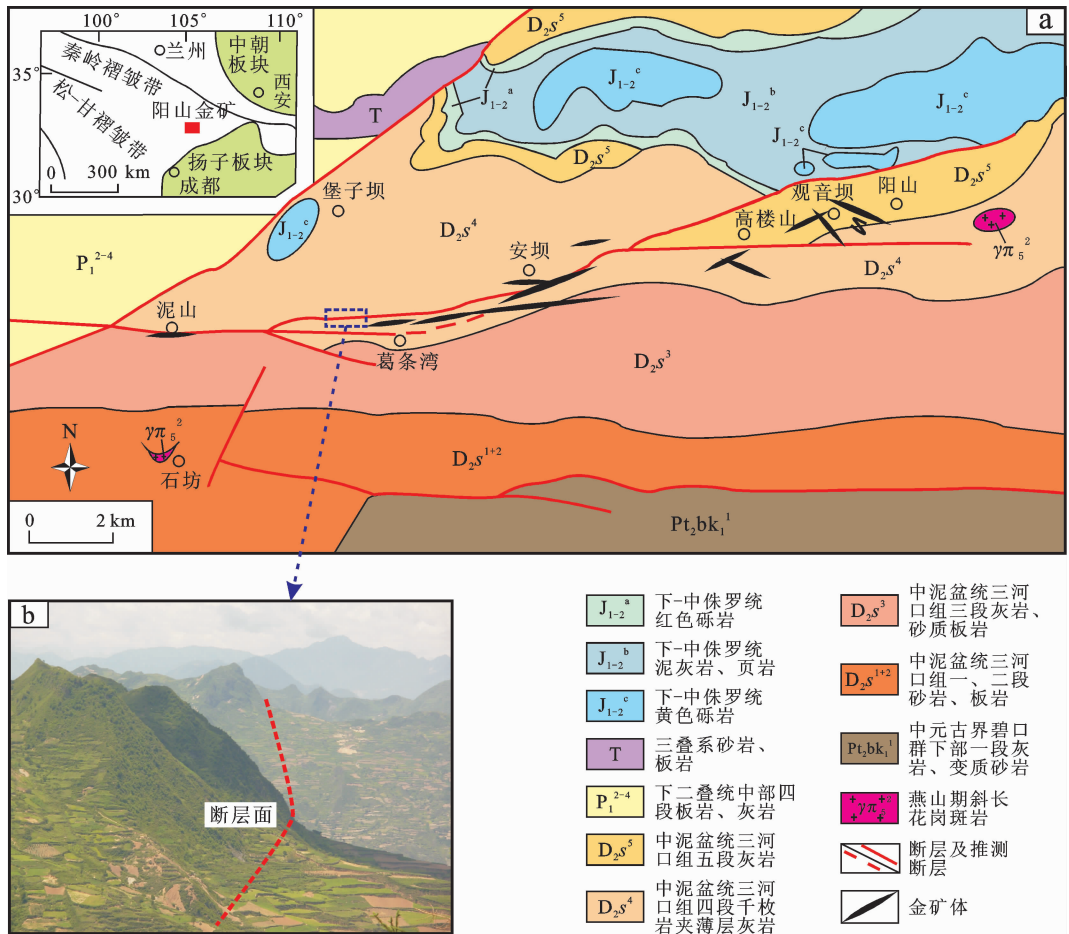 a
100° 105° 110°
35°
30°
秦岭褶皱带
兰州
中朝
板块
西安
松-甘褶皱带
阳山金矿
扬子板块
成都
0 300 km
D₂s⁵
J₁₋₂ᵃ
J₁₋₂ᶜ
J₁₋₂ᵇ
J₁₋₂ᶜ
J₁₋₂ᶜ
T
D₂s⁵
D₂s⁵
堡子坝
观音坝
阳山
高楼山
J₁₋₂ᶜ
D₂s⁴
γπ₅²
P₁²⁻⁴
安坝
D₂s⁴
泥山
葛条湾
D₂s³
γπ₅²
N
石坊
D₂s¹⁺²
0 2 km
Pt₂bk₁¹
b
断层面
J₁₋₂ᵃ
下-中侏罗统
红色砾岩
J₁₋₂ᵇ
下-中侏罗统
泥灰岩、页岩
J₁₋₂ᶜ
下-中侏罗统
黄色砾岩
T
三叠系砂岩、
板岩
P₁²⁻⁴
下二叠统中部四
段板岩、灰岩
D₂s⁵
中泥盆统三河
口组五段灰岩
D₂s⁴
中泥盆统三河
口组四段千枚
岩夹薄层灰岩
D₂s³
中泥盆统三河
口组三段灰岩、
砂质板岩
D₂s¹⁺²
中泥盆统三河
口组一、二段
砂岩、板岩
Pt₂bk₁¹
中元古界碧口
群下部一段灰
岩、变质砂岩
γπ₅²
燕山期斜长
花岗斑岩
断层及推测
断层
金矿体